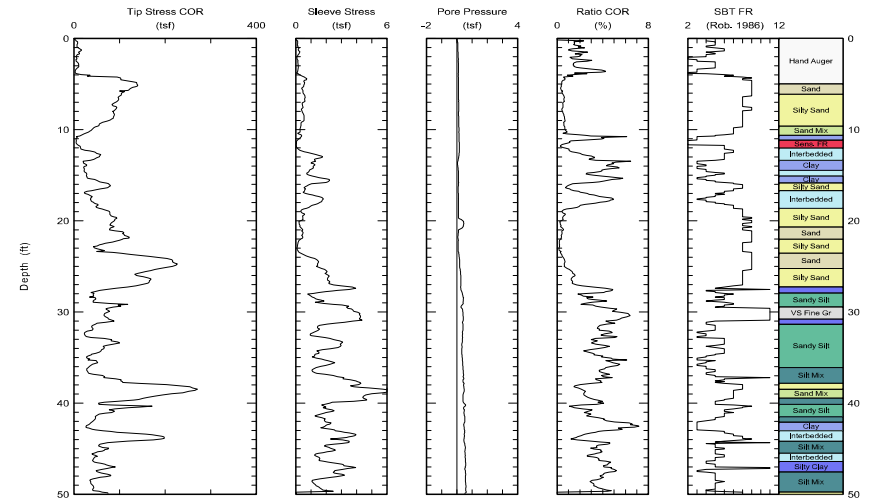 Tip Stress COR
(tsf)
0 400
Sleeve Stress
(tsf)
0 6
Pore Pressure
(tsf)
-2 4
Ratio COR
(%)
0 8
SBT FR
(Rob. 1986)
2 12
Depth (ft)
0
10
20
30
40
50
Hand Auger
Sand
Silty Sand
Sand Mix
Sens FR
Interbedded
Clay
Clay
Silty Sand
Interbedded
Silty Sand
Sand
Silty Sand
Sand
Silty Sand
Sandy Silt
VS Fine Gr
Sandy Silt
Silt Mix
Sand Mix
Sandy Silt
Clay
Interbedded
Silt Mix
Interbedded
Silty Clay
Silt Mix
0
10
20
30
40
50